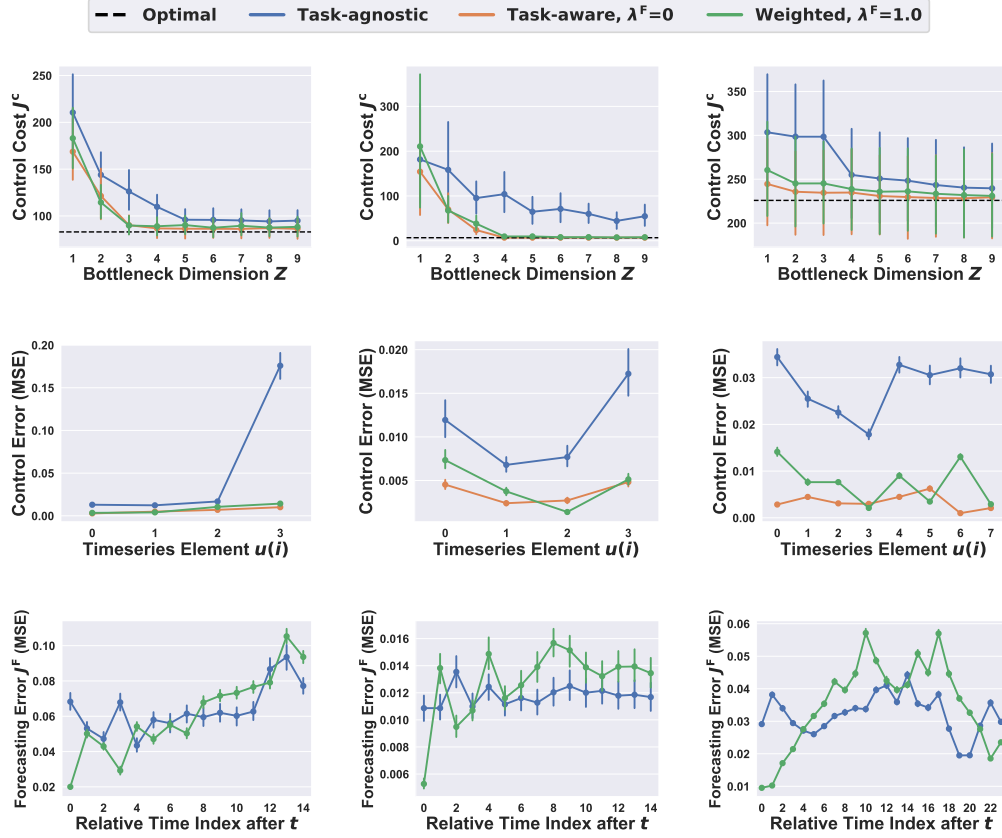 Optimal Task-agnostic Task-aware, λF=0 Weighted, λF=1.0
Control Cost Jc
250
200
150
100
1 2 3 4 5 6 7 8 9
Bottleneck Dimension Z
Control Cost Jc
300
200
100
0
1 2 3 4 5 6 7 8 9
Bottleneck Dimension Z
Control Cost Jc
350
300
250
200
1 2 3 4 5 6 7 8 9
Bottleneck Dimension Z
Control Error (MSE)
0.20
0.15
0.10
0.05
0.00
0 1 2 3
Timeseries Element u(i)
Control Error (MSE)
0.020
0.015
0.010
0.005
0 1 2 3
Timeseries Element u(i)
Control Error (MSE)
0.03
0.02
0.01
0.00
0 1 2 3 4 5 6 7
Timeseries Element u(i)
Forecasting Error JF (MSE)
0.10
0.08
0.06
0.04
0.02
0 2 4 6 8 10 12 14
Relative Time Index after t
Forecasting Error JF (MSE)
0.016
0.014
0.012
0.010
0.008
0.006
0 2 4 6 8 10 12 14
Relative Time Index after t
Forecasting Error JF (MSE)
0.06
0.05
0.04
0.03
0.02
0.01
0 2 4 6 8 10 12 14 16 18 20 22
Relative Time Index after t